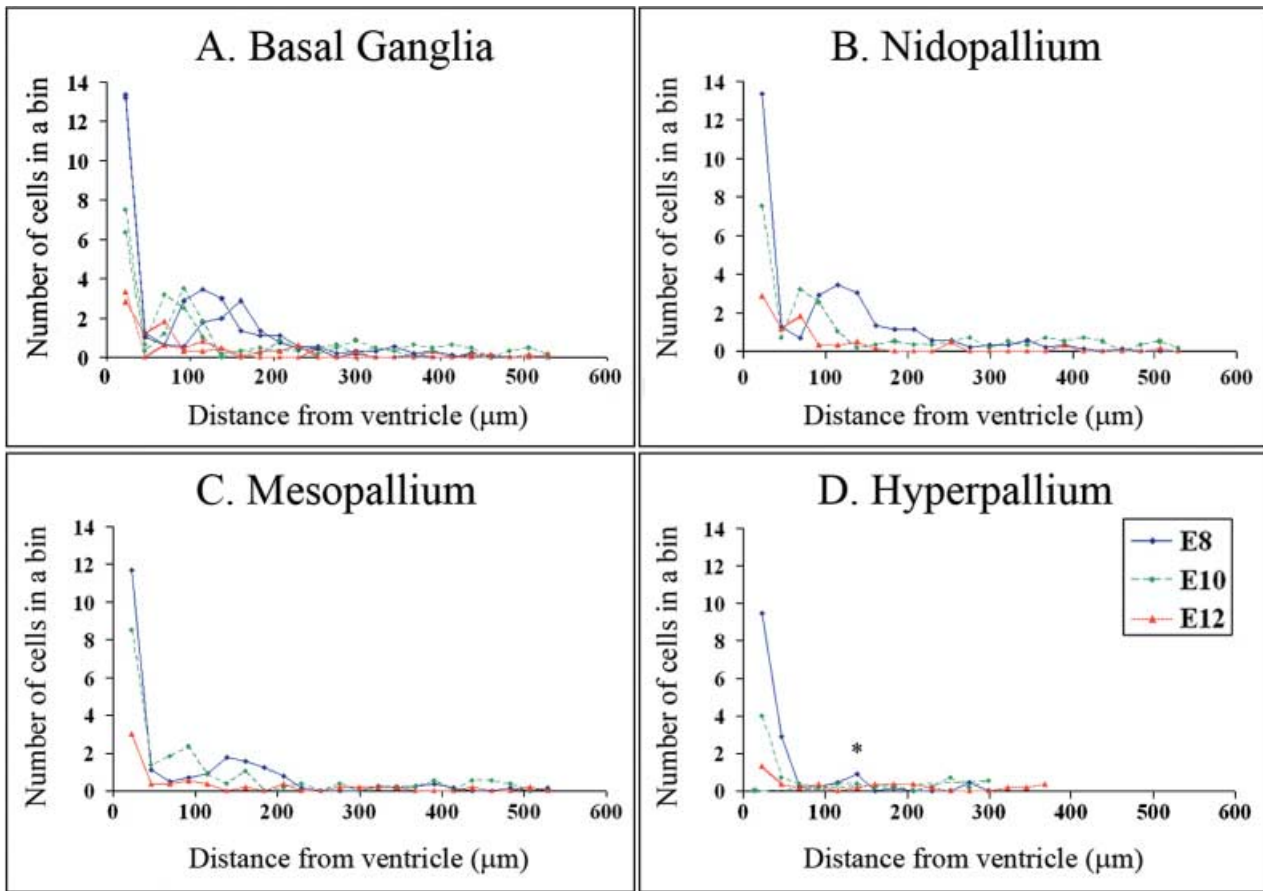 A. Basal Ganglia
Number of cells in a bin
14
12
10
8
6
4
2
0
0 100 200 300 400 500 600
Distance from ventricle (μm)
B. Nidopallium
Number of cells in a bin
14
12
10
8
6
4
2
0
0 100 200 300 400 500 600
Distance from ventricle (μm)
C. Mesopallium
Number of cells in a bin
14
12
10
8
6
4
2
0
0 100 200 300 400 500 600
Distance from ventricle (μm)
D. Hyperpallium
Number of cells in a bin
14
12
10
8
6
4
2
0
0 100 200 300 400 500 600
Distance from ventricle (μm)
*
E8
E10
E12